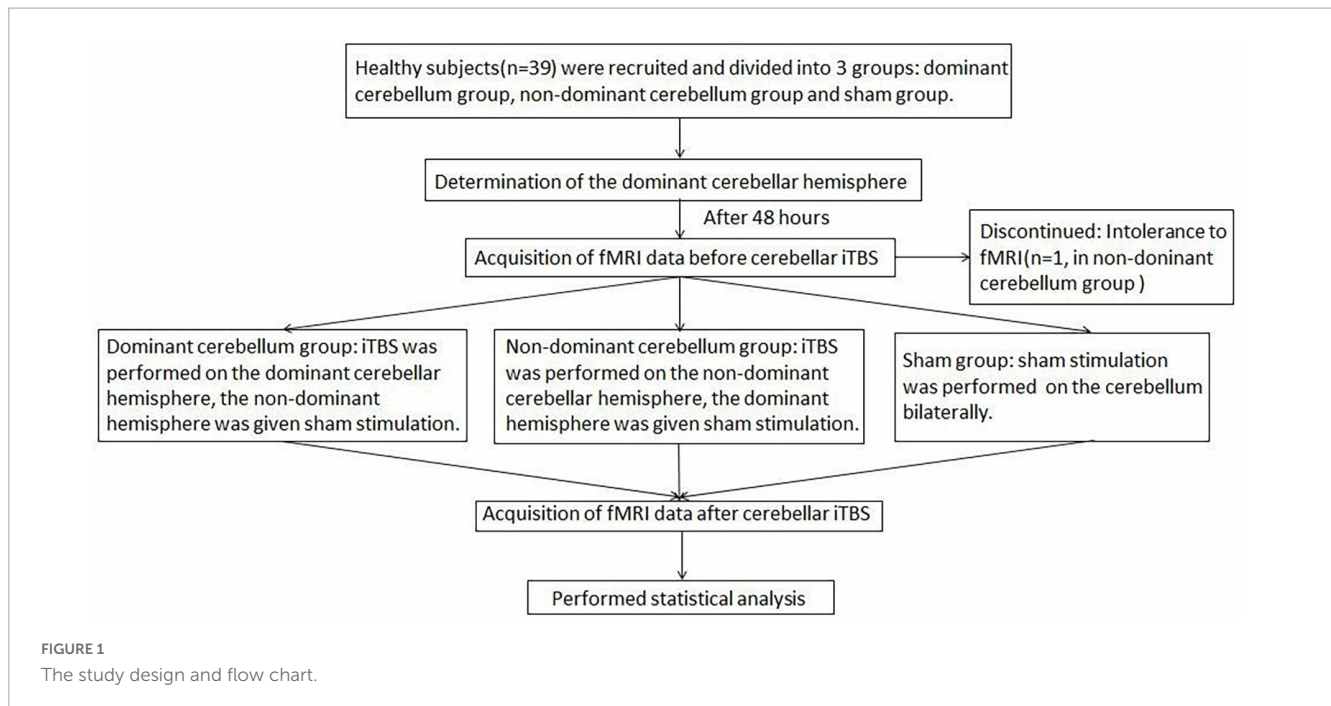 Healthy subjects(n=39) were recruited and divided into 3 groups: dominant
cerebellum group, non-dominant cerebellum group and sham group.
Determination of the dominant cerebellar hemisphere
After 48 hours
Acquisition of fMRI data before cerebellar iTBS
Discontinued: Intolerance to
fMRI(n=1, in non-doninant
cerebellum group )
Dominant cerebellum group: iTBS was
performed on the dominant cerebellar
hemisphere, the non-dominant
hemisphere was given sham stimulation.
Non-dominant cerebellum group: iTBS
was performed on the non-dominant
cerebellar hemisphere, the dominant
hemisphere was given sham stimulation.
Sham group: sham stimulation
was performed on the cerebellum
bilaterally.
Acquisition of fMRI data after cerebellar iTBS
Performed statistical analysis
FIGURE 1
The study design and flow chart.